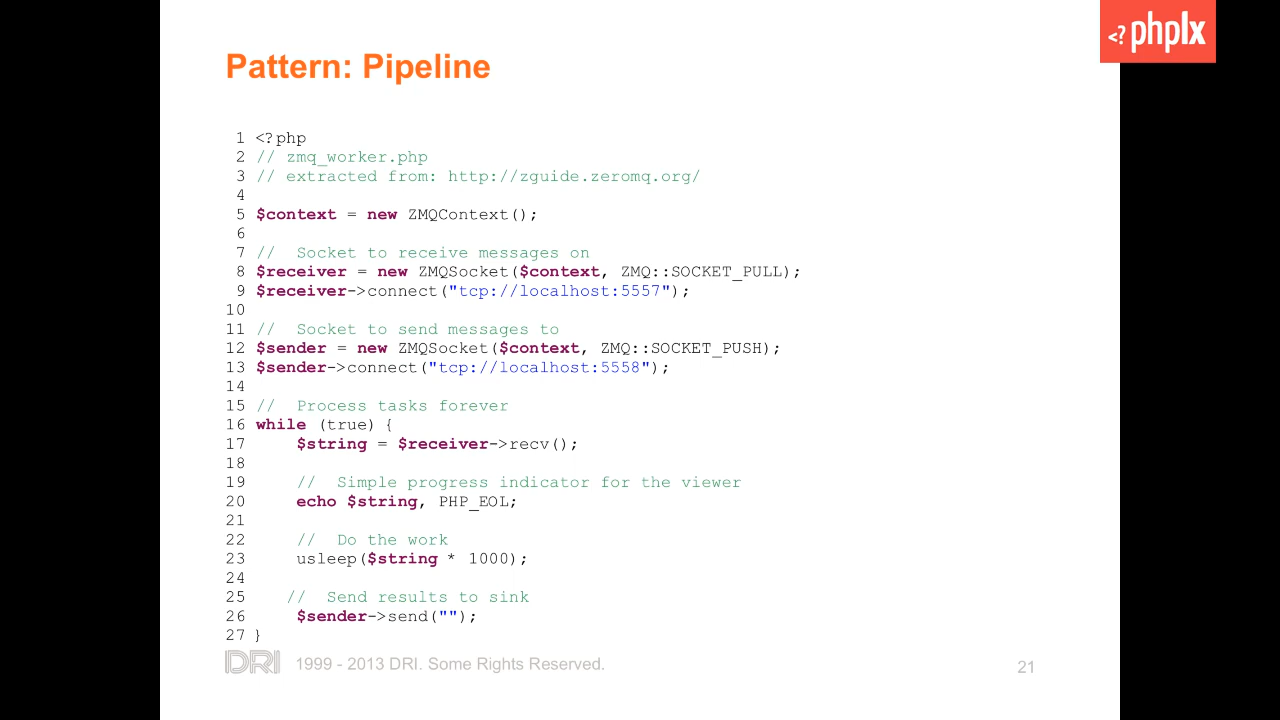 <? phplx
Pattern: Pipeline
1 <?php
2 // zmq_worker.php
3 // extracted from: http://zguide.zeromq.org/
4
5 $context = new ZMQContext();
6
7 //  Socket to receive messages on
8 $receiver = new ZMQSocket($context, ZMQ::SOCKET_PULL);
9 $receiver->connect("tcp://localhost:5557");
10
11 //  Socket to send messages to
12 $sender = new ZMQSocket($context, ZMQ::SOCKET_PUSH);
13 $sender->connect("tcp://localhost:5558");
14
15 //  Process tasks forever
16 while (true) {
17     $string = $receiver->recv();
18
19     //  Simple progress indicator for the viewer
20     echo $string, PHP_EOL;
21
22     //  Do the work
23     usleep($string * 1000);
24
25    //  Send results to sink
26     $sender->send("");
27 }
DRI 1999 - 2013 DRI. Some Rights Reserved.
21